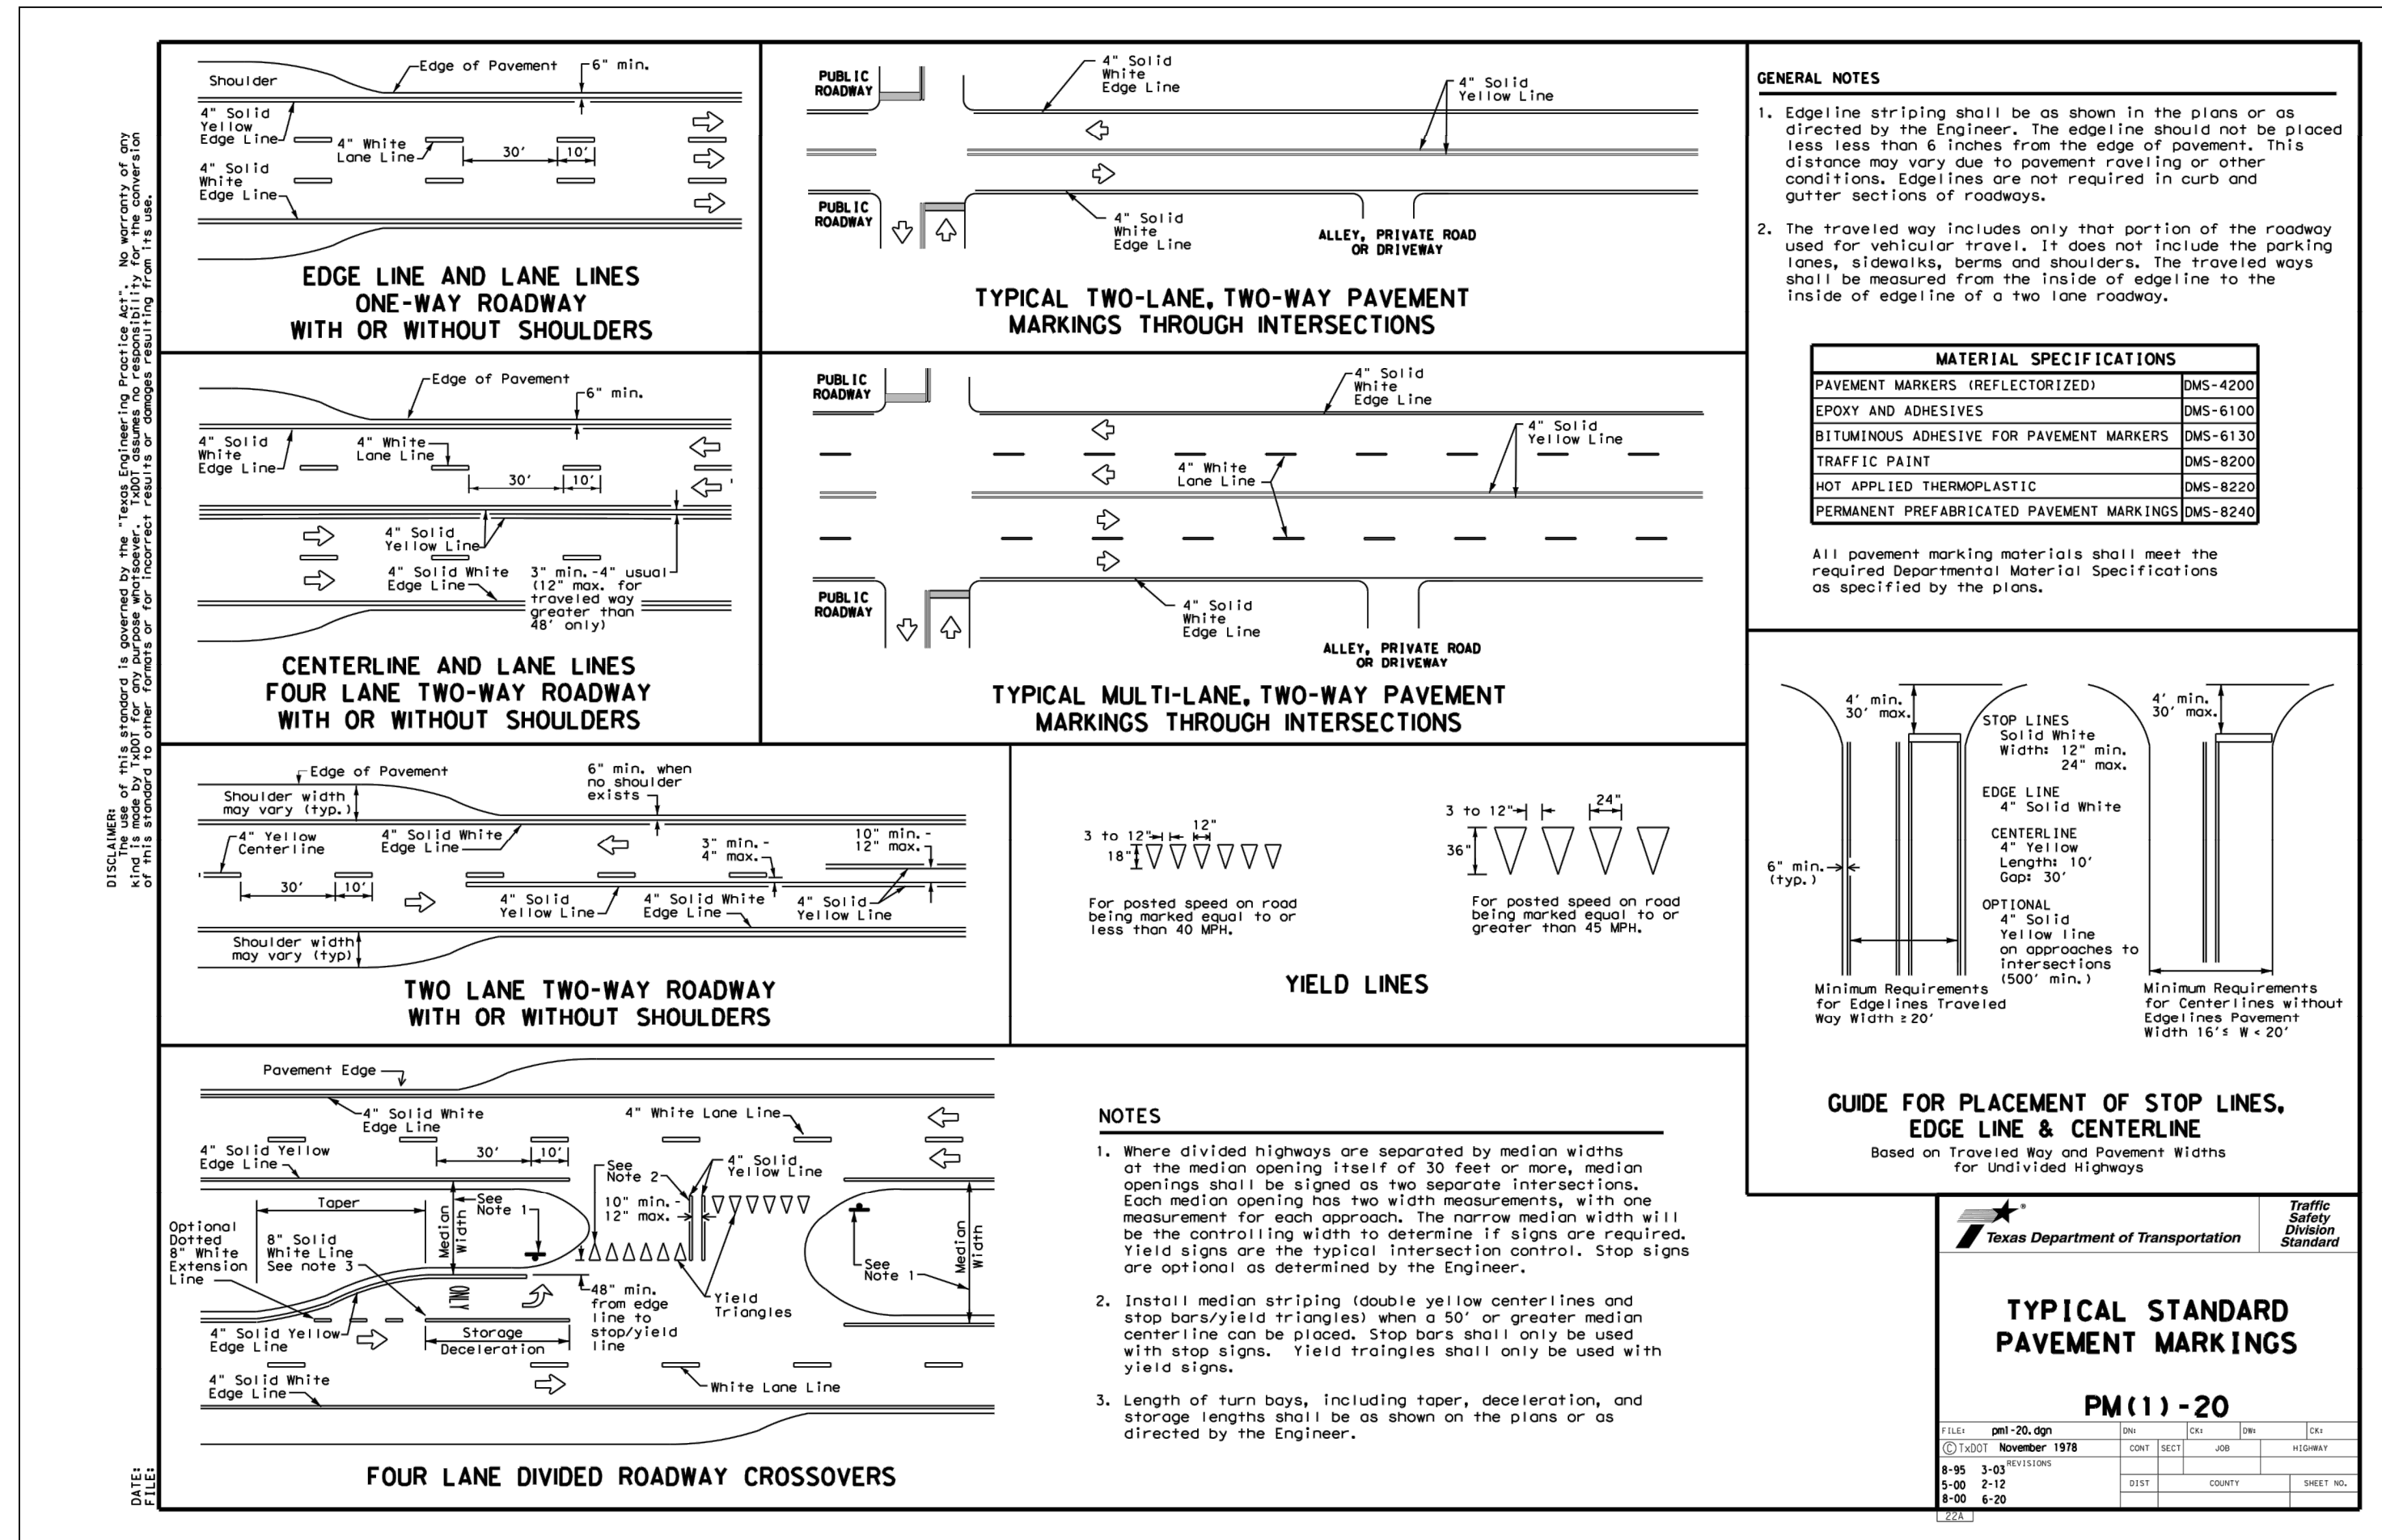 DISCLAIMER:
The use of this standard is governed by the "Texas Engineering Practice Act". No warranty of any
kind is made by TxDOT for any purpose whatsoever. TxDOT assumes no responsibility for the conversion
of this standard to other formats or for incorrect results or damages resulting from its use.
DATE:
FILE:
Shoulder
Edge of Pavement
6" min.
4" Solid
Yellow
Edge Line
4" White
Lane Line
30'
10'
4" Solid
White
Edge Line
EDGE LINE AND LANE LINES
ONE-WAY ROADWAY
WITH OR WITHOUT SHOULDERS
PUBLIC
ROADWAY
4" Solid
White
Edge Line
4" Solid
Yellow Line
PUBLIC
ROADWAY
4" Solid
White
Edge Line
ALLEY, PRIVATE ROAD
OR DRIVEWAY
TYPICAL TWO-LANE, TWO-WAY PAVEMENT
MARKINGS THROUGH INTERSECTIONS
Edge of Pavement
6" min.
4" Solid
White
Edge Line
4" White
Lane Line
30'
10'
4" Solid
Yellow Line
4" Solid White
Edge Line
3" min.-4" usual
(12" max. for
traveled way
greater than
48' only)
CENTERLINE AND LANE LINES
FOUR LANE TWO-WAY ROADWAY
WITH OR WITHOUT SHOULDERS
PUBLIC
ROADWAY
4" Solid
White
Edge Line
4" Solid
Yellow Line
4" White
Lane Line
PUBLIC
ROADWAY
4" Solid
White
Edge Line
ALLEY, PRIVATE ROAD
OR DRIVEWAY
TYPICAL MULTI-LANE, TWO-WAY PAVEMENT
MARKINGS THROUGH INTERSECTIONS
Edge of Pavement
Shoulder width
may vary (typ.)
6" min. when
no shoulder
exists
4" Yellow
Centerline
4" Solid White
Edge Line
3" min.-
4" max.
10" min.-
12" max.
30'
10'
4" Solid
Yellow Line
4" Solid White
Edge Line
4" Solid
Yellow Line
Shoulder width
may vary (typ)
TWO LANE TWO-WAY ROADWAY
WITH OR WITHOUT SHOULDERS
3 to 12"
12"
18"
For posted speed on road
being marked equal to or
less than 40 MPH.
3 to 12"
24"
36"
For posted speed on road
being marked equal to or
greater than 45 MPH.
YIELD LINES
Pavement Edge
4" Solid White
Edge Line
4" White Lane Line
4" Solid Yellow
Edge Line
30'
10'
See
Note 2
4" Solid
Yellow Line
Taper
See
Note 1
10" min.-
12" max.
Median
Width
Optional
Dotted
8" White
Extension
Line
8" Solid
White Line
See note 3
ONLY
48" min.
from edge
line to
stop/yield
line
Yield
Triangles
See
Note 1
Median
Width
4" Solid Yellow
Edge Line
Storage
Deceleration
4" Solid White
Edge Line
White Lane Line
FOUR LANE DIVIDED ROADWAY CROSSOVERS
NOTES
1. Where divided highways are separated by median widths
at the median opening itself of 30 feet or more, median
openings shall be signed as two separate intersections.
Each median opening has two width measurements, with one
measurement for each approach. The narrow median width will
be the controlling width to determine if signs are required.
Yield signs are the typical intersection control. Stop signs
are optional as determined by the Engineer.
2. Install median striping (double yellow centerlines and
stop bars/yield triangles) when a 50' or greater median
centerline can be placed. Stop bars shall only be used
with stop signs. Yield traingles shall only be used with
yield signs.
3. Length of turn bays, including taper, deceleration, and
storage lengths shall be as shown on the plans or as
directed by the Engineer.
GENERAL NOTES
1. Edgeline striping shall be as shown in the plans or as
directed by the Engineer. The edgeline should not be placed
less less than 6 inches from the edge of pavement. This
distance may vary due to pavement raveling or other
conditions. Edgelines are not required in curb and
gutter sections of roadways.
2. The traveled way includes only that portion of the roadway
used for vehicular travel. It does not include the parking
lanes, sidewalks, berms and shoulders. The traveled ways
shall be measured from the inside of edgeline to the
inside of edgeline of a two lane roadway.
MATERIAL SPECIFICATIONS
PAVEMENT MARKERS (REFLECTORIZED) DMS-4200
EPOXY AND ADHESIVES DMS-6100
BITUMINOUS ADHESIVE FOR PAVEMENT MARKERS DMS-6130
TRAFFIC PAINT DMS-8200
HOT APPLIED THERMOPLASTIC DMS-8220
PERMANENT PREFABRICATED PAVEMENT MARKINGS DMS-8240
All pavement marking materials shall meet the
required Departmental Material Specifications
as specified by the plans.
4' min.
30' max.
4' min.
30' max.
STOP LINES
Solid White
Width: 12" min.
24" max.
EDGE LINE
4" Solid White
CENTERLINE
4" Yellow
Length: 10'
Gap: 30'
6" min.
(typ.)
OPTIONAL
4" Solid
Yellow line
on approaches to
intersections
(500' min.)
Minimum Requirements
for Edgelines Traveled
Way Width ≥ 20'
Minimum Requirements
for Centerlines without
Edgelines Pavement
Width 16'≤ W < 20'
GUIDE FOR PLACEMENT OF STOP LINES,
EDGE LINE & CENTERLINE
Based on Traveled Way and Pavement Widths
for Undivided Highways
Texas Department of Transportation
Traffic
Safety
Division
Standard
TYPICAL STANDARD
PAVEMENT MARKINGS
PM(1)-20
FILE: pm1-20.dgn DN: CK: DW: CK:
© TxDOT November 1978 CONT SECT JOB HIGHWAY
REVISIONS
8-95 3-03
5-00 2-12
8-00 6-20
DIST COUNTY SHEET NO.
22A